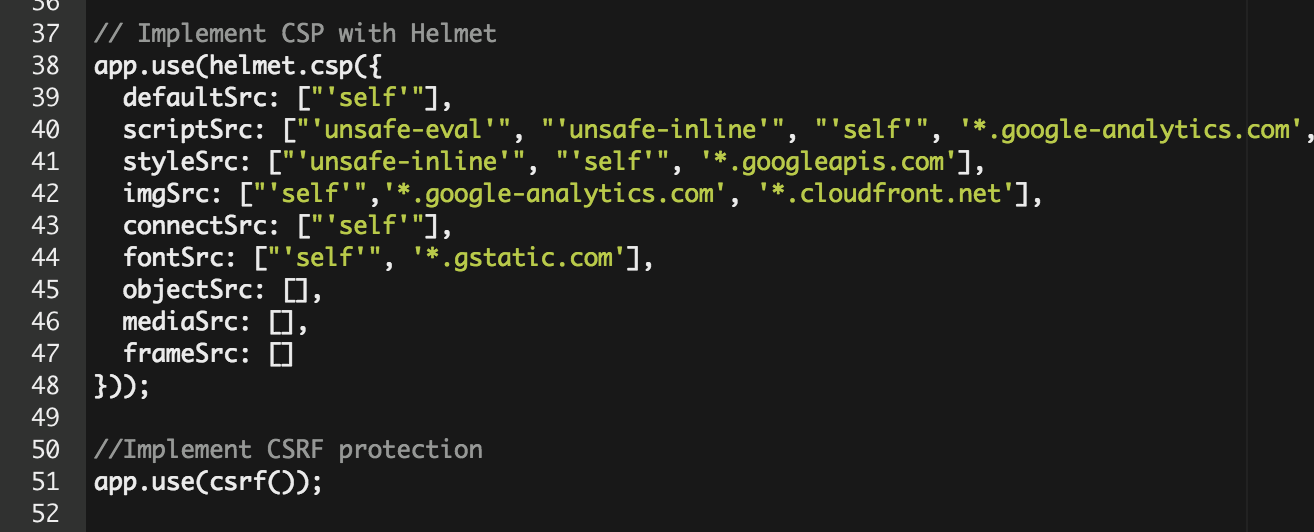 36
37 // Implement CSP with Helmet
38 app.use(helmet.csp({
39   defaultSrc: ["'self'"],
40   scriptSrc: ["'unsafe-eval'", "'unsafe-inline'", "'self'", '*.google-analytics.com',
41   styleSrc: ["'unsafe-inline'", "'self'", '*.googleapis.com'],
42   imgSrc: ["'self'",'*.google-analytics.com', '*.cloudfront.net'],
43   connectSrc: ["'self'"],
44   fontSrc: ["'self'", '*.gstatic.com'],
45   objectSrc: [],
46   mediaSrc: [],
47   frameSrc: []
48 }));
49
50 //Implement CSRF protection
51 app.use(csrf());
52